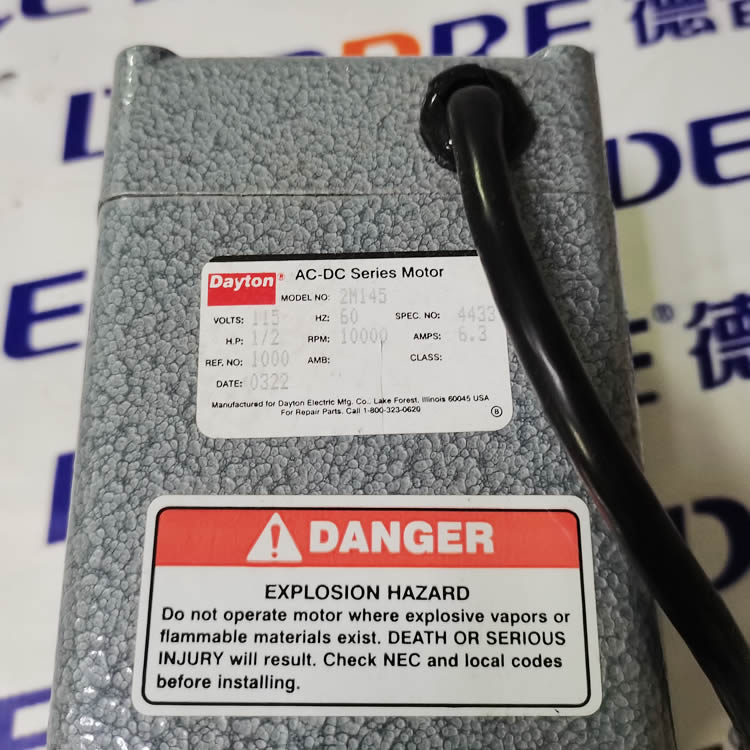 Dayton® AC-DC Series Motor
MODEL NO: 2M145
VOLTS: 115 HZ: 60 SPEC. NO: 4433
H.P: 1/2 RPM: 10000 AMPS: 6.3
REF. NO: 1000 AMB: CLASS:
DATE: 0322
Manufactured for Dayton Electric Mfg. Co., Lake Forest, Illinois 60045 USA
For Repair Parts, Call 1-800-323-0620
B
DANGER
EXPLOSION HAZARD
Do not operate motor where explosive vapors or
flammable materials exist. DEATH OR SERIOUS
INJURY will result. Check NEC and local codes
before installing.